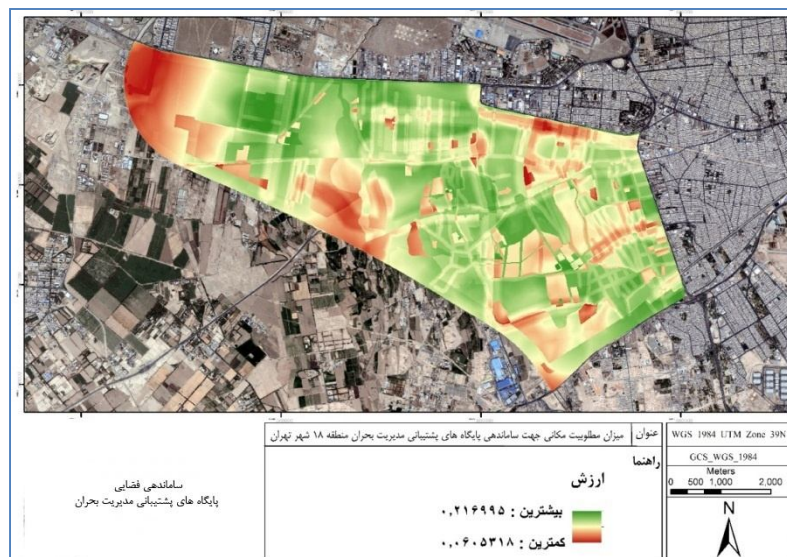 عنوان
میزان مطلوبیت مکانی جهت ساماندهی پایگاه های پشتیبانی مدیریت بحران منطقه ۱۸ شهر تهران
راهنما
ارزش
بیشترین : ۰,۲۱۶۹۹۵
کمترین : ۰,۰۶۰۵۳۱۸
ساماندهی فضایی
پایگاه های پشتیبانی مدیریت بحران
WGS 1984 UTM Zone 39N
GCS_WGS_1984
Meters
0 500 1,000 2,000
N